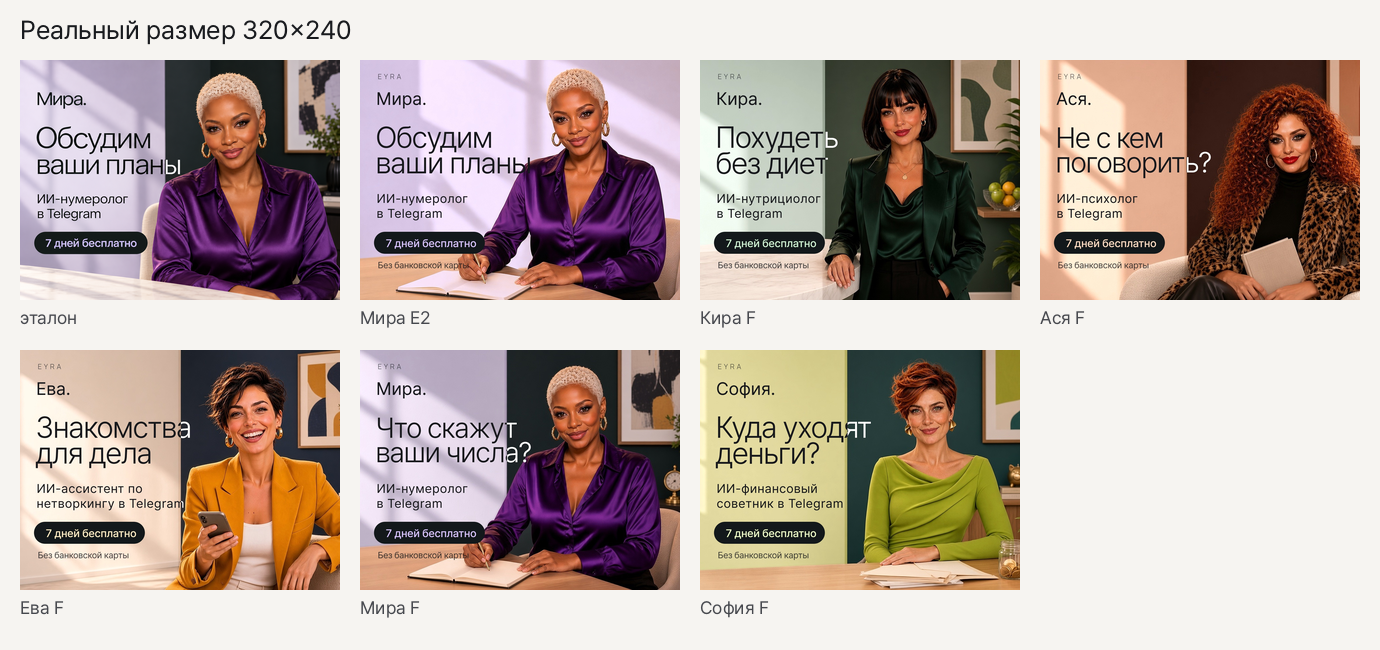 Реальный размер 320×240
Мира.
Обсудим
ваши планы
ИИ-нумеролог
в Telegram
7 дней бесплатно
эталон
EYRA
Мира.
Обсудим
ваши планы
ИИ-нумеролог
в Telegram
7 дней бесплатно
Без банковской карты
Мира E2
EYRA
Кира.
Похудеть
без диет
ИИ-нутрициолог
в Telegram
7 дней бесплатно
Без банковской карты
Кира F
EYRA
Ася.
Не с кем
поговорить?
ИИ-психолог
в Telegram
7 дней бесплатно
Без банковской карты
Ася F
EYRA
Ева.
Знакомства
для дела
ИИ-ассистент по
нетворкингу в Telegram
7 дней бесплатно
Без банковской карты
Ева F
EYRA
Мира.
Что скажут
ваши числа?
ИИ-нумеролог
в Telegram
7 дней бесплатно
Без банковской карты
Мира F
EYRA
София.
Куда уходят
деньги?
ИИ-финансовый
советник в Telegram
7 дней бесплатно
Без банковской карты
София F